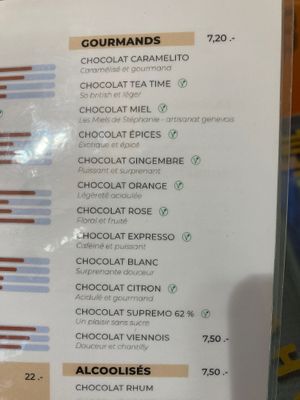 GOURMANDS 7,20 .-
CHOCOLAT CARAMELITO
Caramélisé et gourmand
CHOCOLAT TEA TIME
So british et léger
CHOCOLAT MIEL
Les Miels de Stéphanie - artisanat genevois
CHOCOLAT ÉPICES
Exotique et épicé
CHOCOLAT GINGEMBRE
Puissant et surprenant
CHOCOLAT ORANGE
Légèreté acidulée
CHOCOLAT ROSE
Floral et fruité
CHOCOLAT EXPRESSO
Caféiné et puissant
CHOCOLAT BLANC
Surprenante douceur
CHOCOLAT CITRON
Acidulé et gourmand
CHOCOLAT SUPREMO 62 %
Un plaisir sans sucre
CHOCOLAT VIENNOIS 7,50 .-
Douceur et chantilly
22 .-
ALCOOLISÉS 7,50 .-
CHOCOLAT RHUM